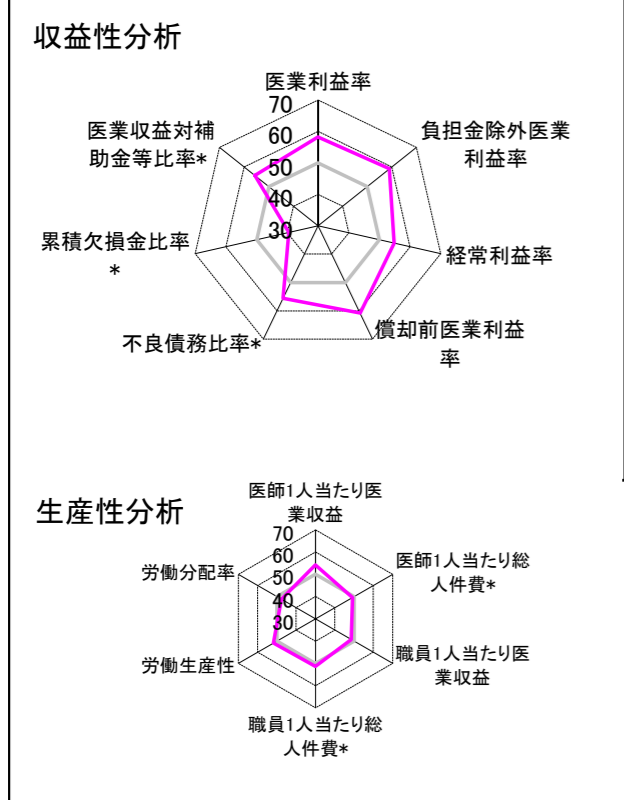 収益性分析
医業利益率
70
60
50
40
30
負担金除外医業
利益率
経常利益率
償却前医業利益
率
不良債務比率*
累積欠損金比率
*
医業収益対補
助金等比率*
生産性分析
医師1人当たり医
業収益
70
60
50
40
30
医師1人当たり総
人件費*
職員1人当たり医
業収益
職員1人当たり総
人件費*
労働生産性
労働分配率